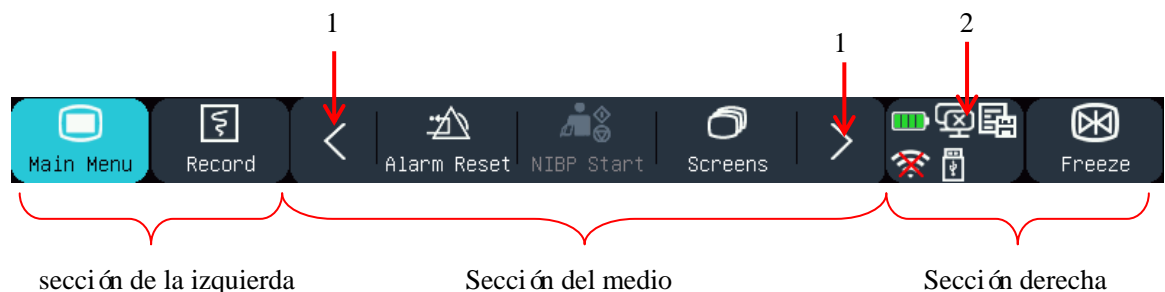 1
1
2
Main Menu
Record
Alarm Reset
NIBP Start
Screens
Freeze
sección de la izquierda
Sección del medio
Sección derecha